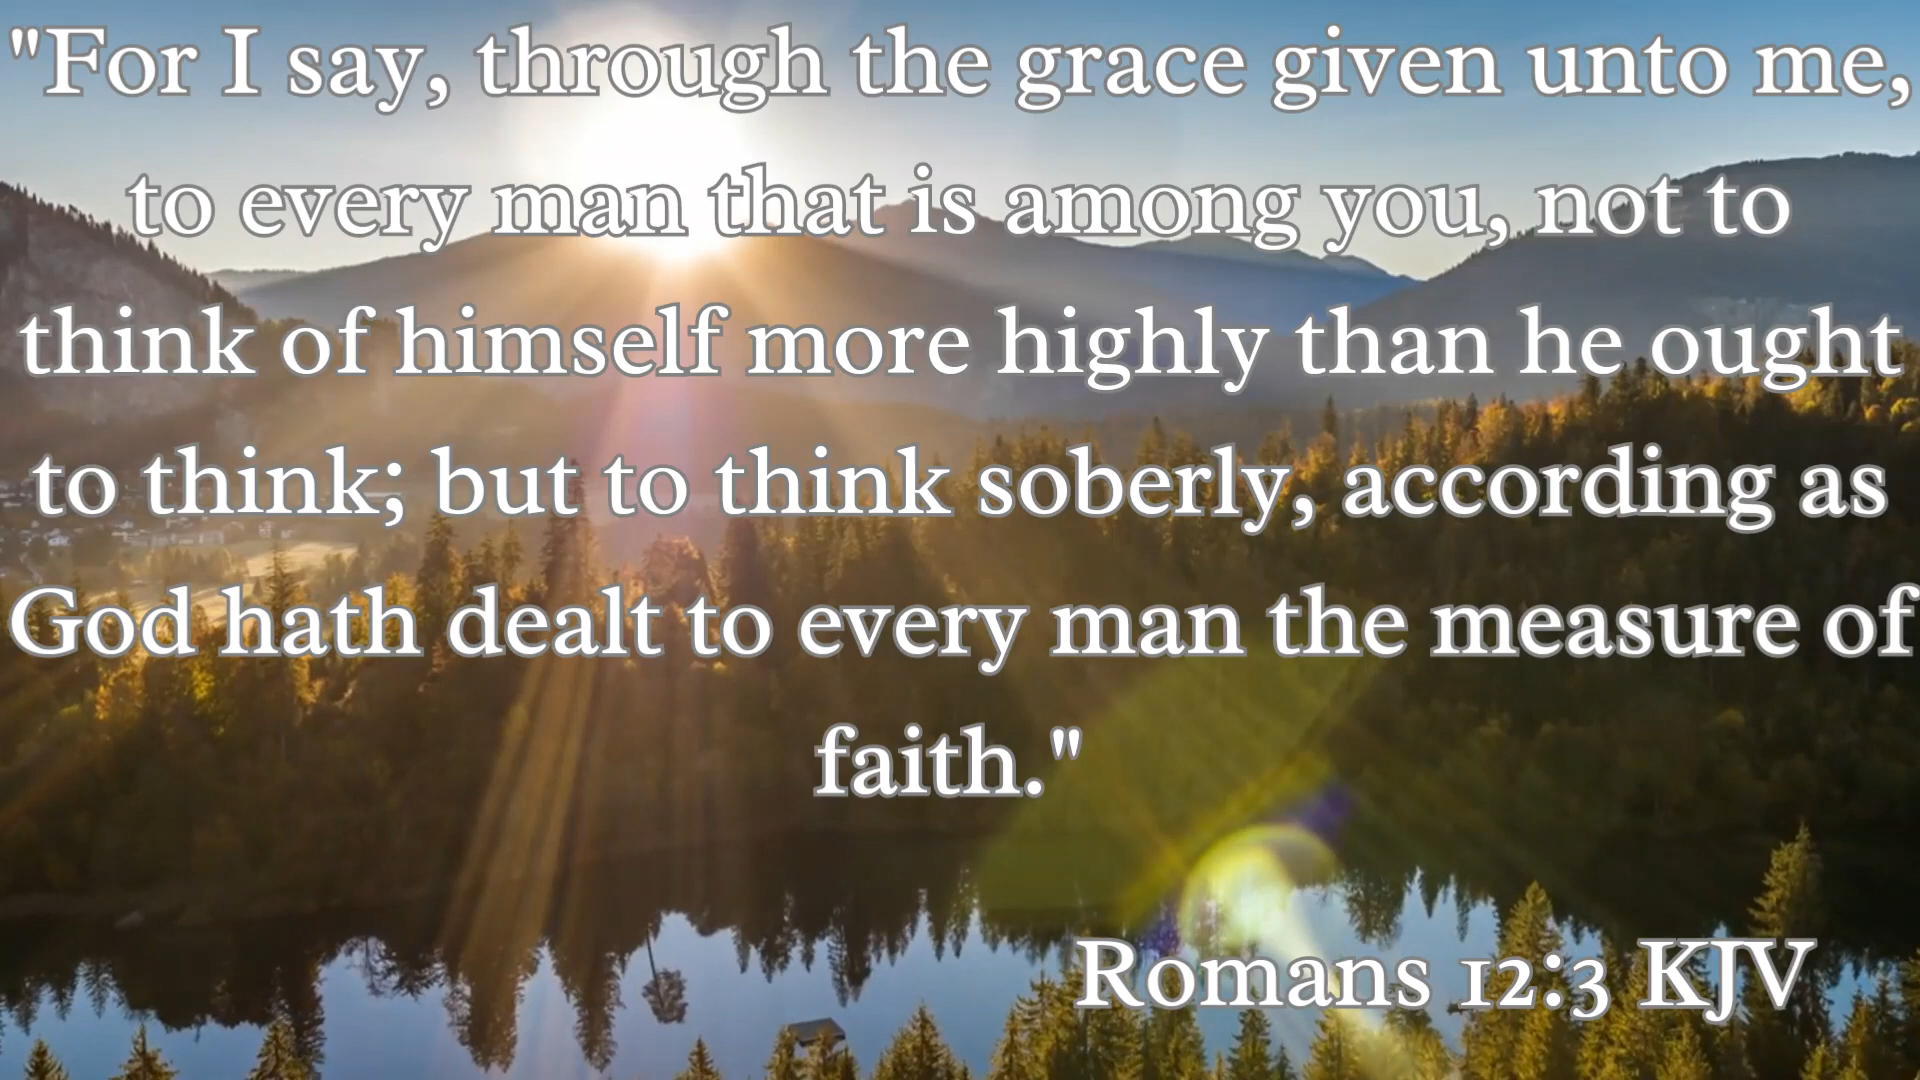 "For I say, through the grace given unto me,
to every man that is among you, not to
think of himself more highly than he ought
to think; but to think soberly, according as
God hath dealt to every man the measure of
faith."
Romans 12:3 KJV